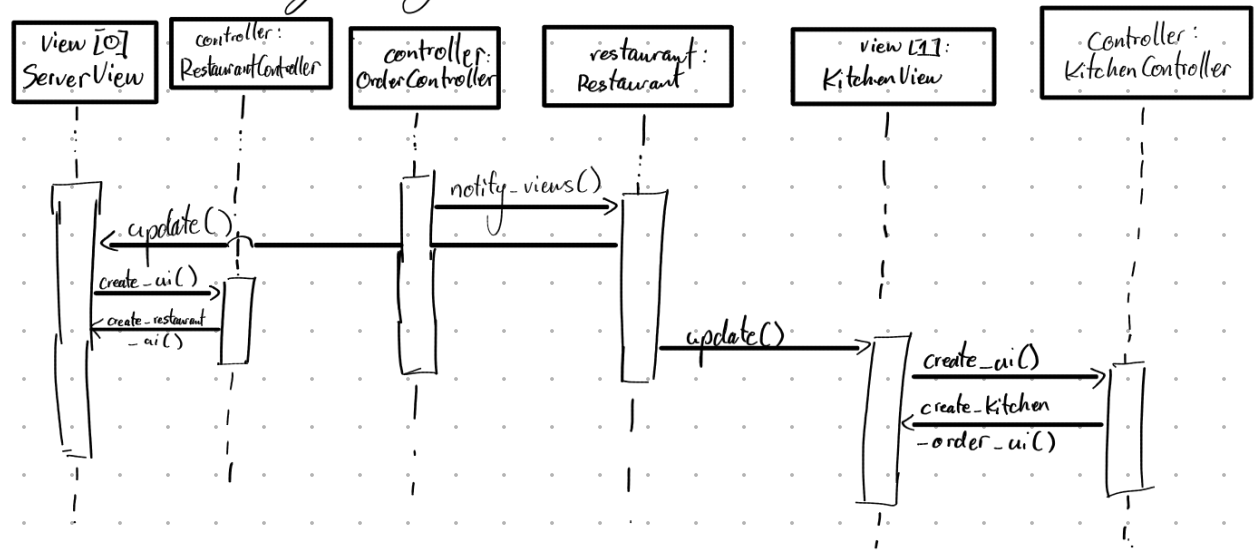 view [0]
ServerView
controller:
RestaurantController
controller:
OrderController
restaurant:
Restaurant
view [1]:
KitchenView
Controller:
KitchenController
notify_views()
update()
create_ui()
create_restaurant
_ui()
update()
create_ui()
create_kitchen
_order_ui()